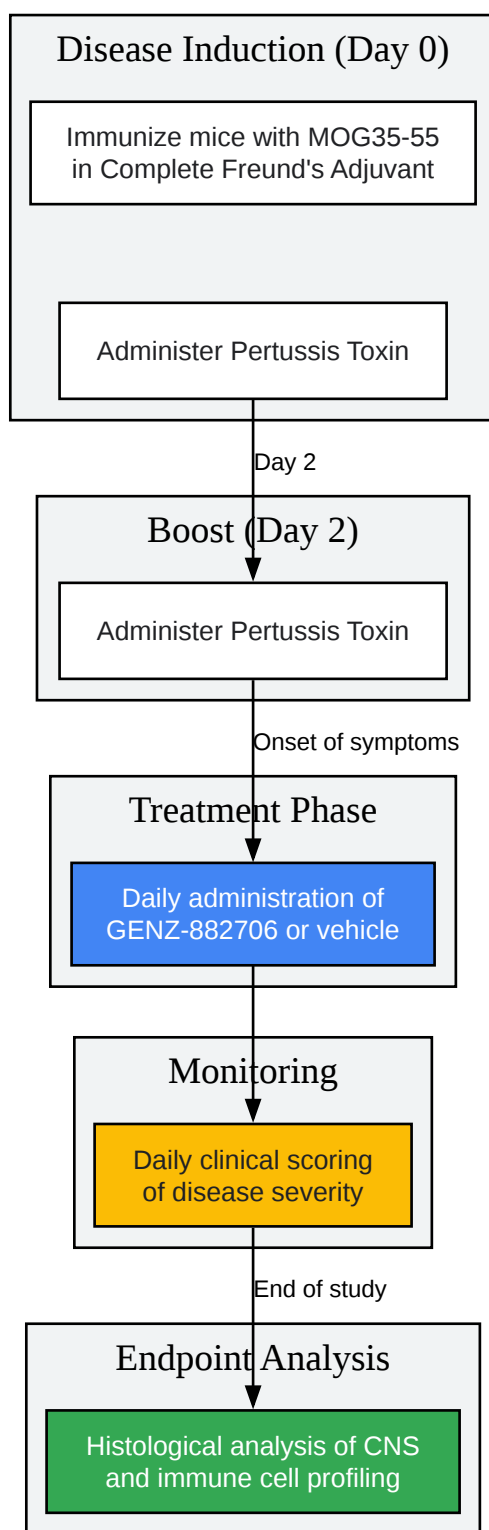 Disease Induction (Day 0)
Immunize mice with MOG35-55
in Complete Freund's Adjuvant
Administer Pertussis Toxin
Day 2
Boost (Day 2)
Administer Pertussis Toxin
Onset of symptoms
Treatment Phase
Daily administration of
GENZ-882706 or vehicle
Monitoring
Daily clinical scoring
of disease severity
End of study
Endpoint Analysis
Histological analysis of CNS
and immune cell profiling